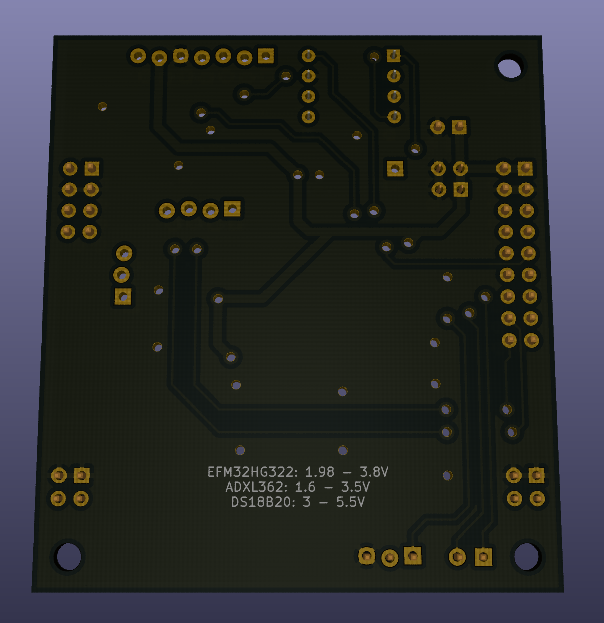 EFM32HG322: 1.98 – 3.8V
ADXL362: 1.6 – 3.5V
DS18B20: 3 – 5.5V